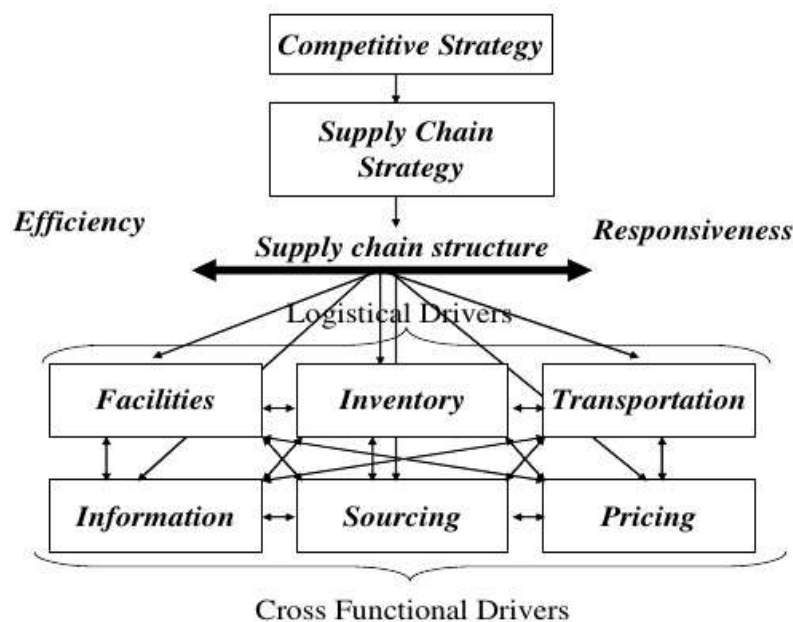 Competitive Strategy
Supply Chain
Strategy
Efficiency
Responsiveness
Supply chain structure
Logistical Drivers
Facilities
Inventory
Transportation
Information
Sourcing
Pricing
Cross Functional Drivers